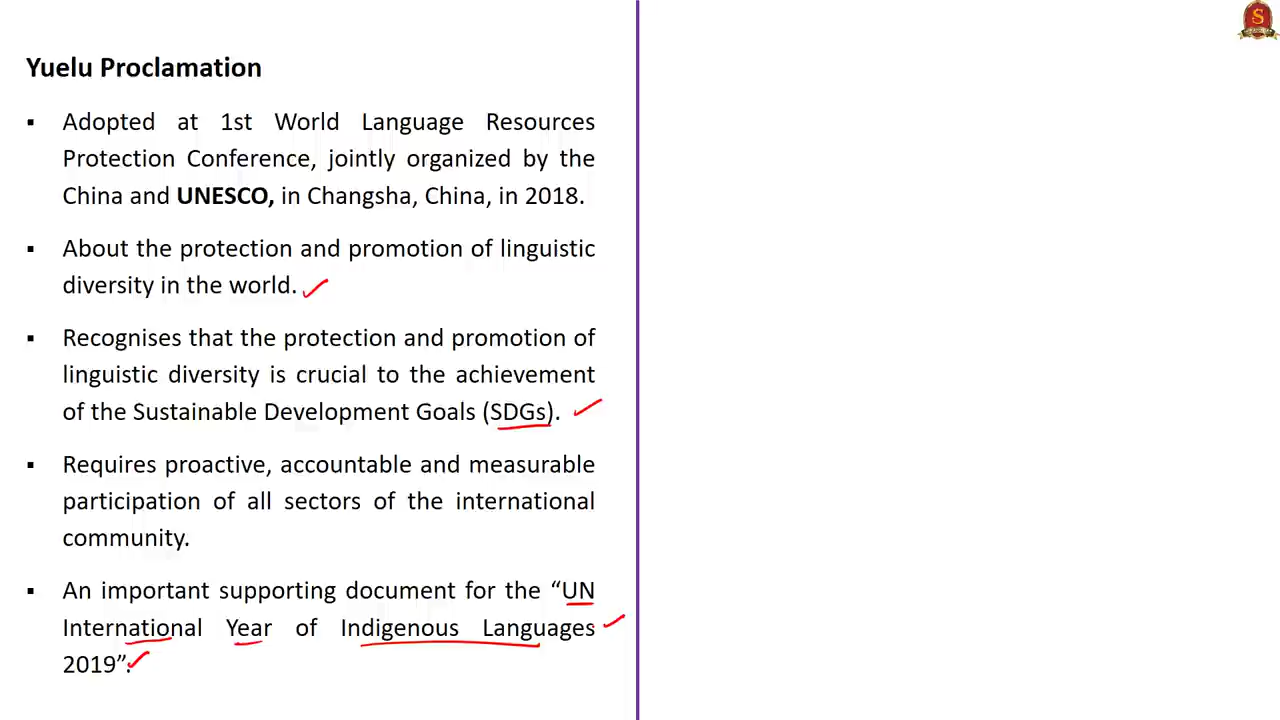 Yuelu Proclamation
▪ Adopted at 1st World Language Resources
Protection Conference, jointly organized by the
China and UNESCO, in Changsha, China, in 2018.
▪ About the protection and promotion of linguistic
diversity in the world.
▪ Recognises that the protection and promotion of
linguistic diversity is crucial to the achievement
of the Sustainable Development Goals (SDGs).
▪ Requires proactive, accountable and measurable
participation of all sectors of the international
community.
▪ An important supporting document for the “UN
International Year of Indigenous Languages
2019”.
S